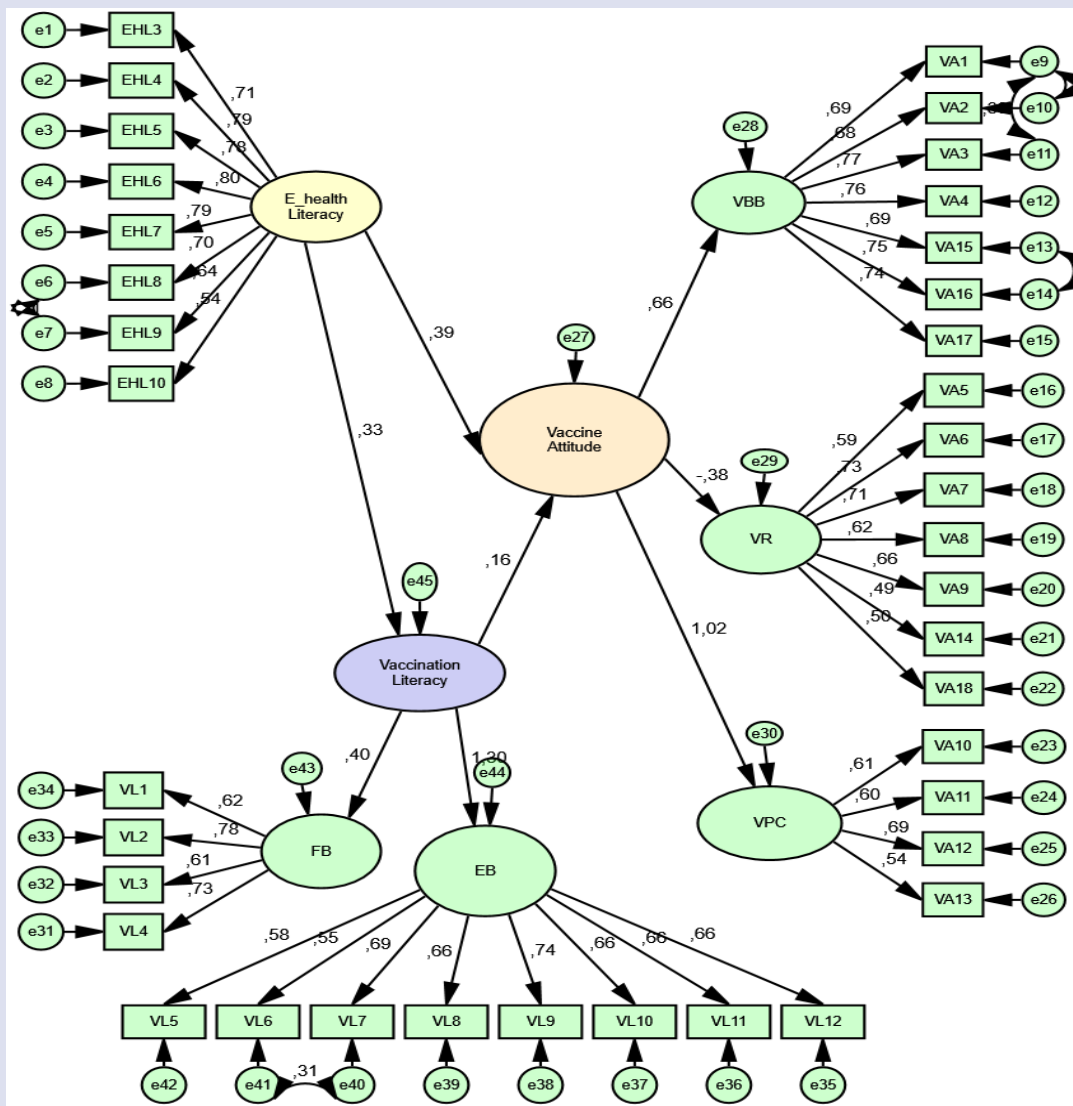 e1
EHL3
e2
EHL4
e3
EHL5
e4
EHL6
e5
EHL7
e6
EHL8
e7
EHL9
e8
EHL10
,71
,79
,78
,80
,79
,70
,64
,54
E_health
Literacy
,39
,33
e27
Vaccine
Attitude
,66
-,38
1,02
,16
e45
Vaccination
Literacy
,40
1,30
e28
VBB
,69
,68
,77
,76
,69
,75
,74
VA1
e9
VA2
e10
VA3
e11
VA4
e12
VA15
e13
VA16
e14
VA17
e15
e29
VR
,59
,73
,71
,62
,66
,49
,50
VA5
e16
VA6
e17
VA7
e18
VA8
e19
VA9
e20
VA14
e21
VA18
e22
e30
VPC
,61
,60
,69
,54
VA10
e23
VA11
e24
VA12
e25
VA13
e26
e43
FB
,62
,78
,61
,73
e34
VL1
e33
VL2
e32
VL3
e31
VL4
e44
EB
,58
,55
,69
,66
,74
,66
,66
,66
VL5
VL6
VL7
VL8
VL9
VL10
VL11
VL12
,31
e42
e41
e40
e39
e38
e37
e36
e35